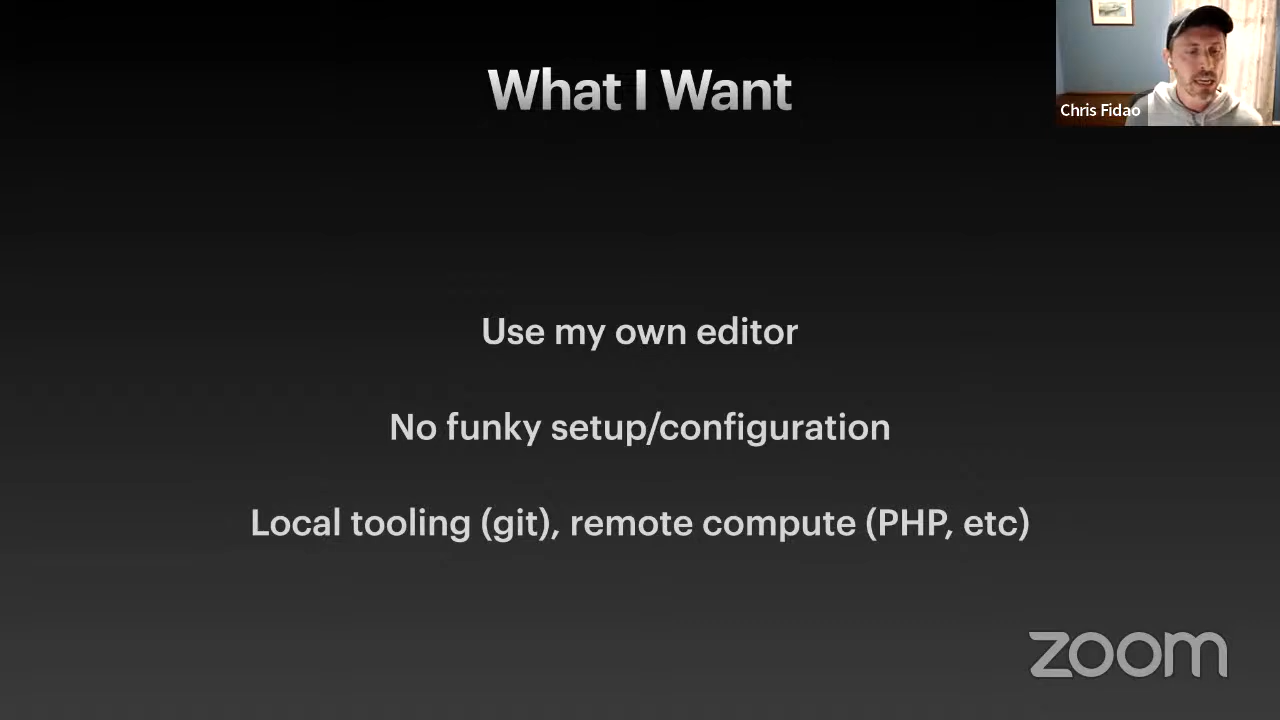 What I Want
Chris Fidao
Use my own editor
No funky setup/configuration
Local tooling (git), remote compute (PHP, etc)
zoom